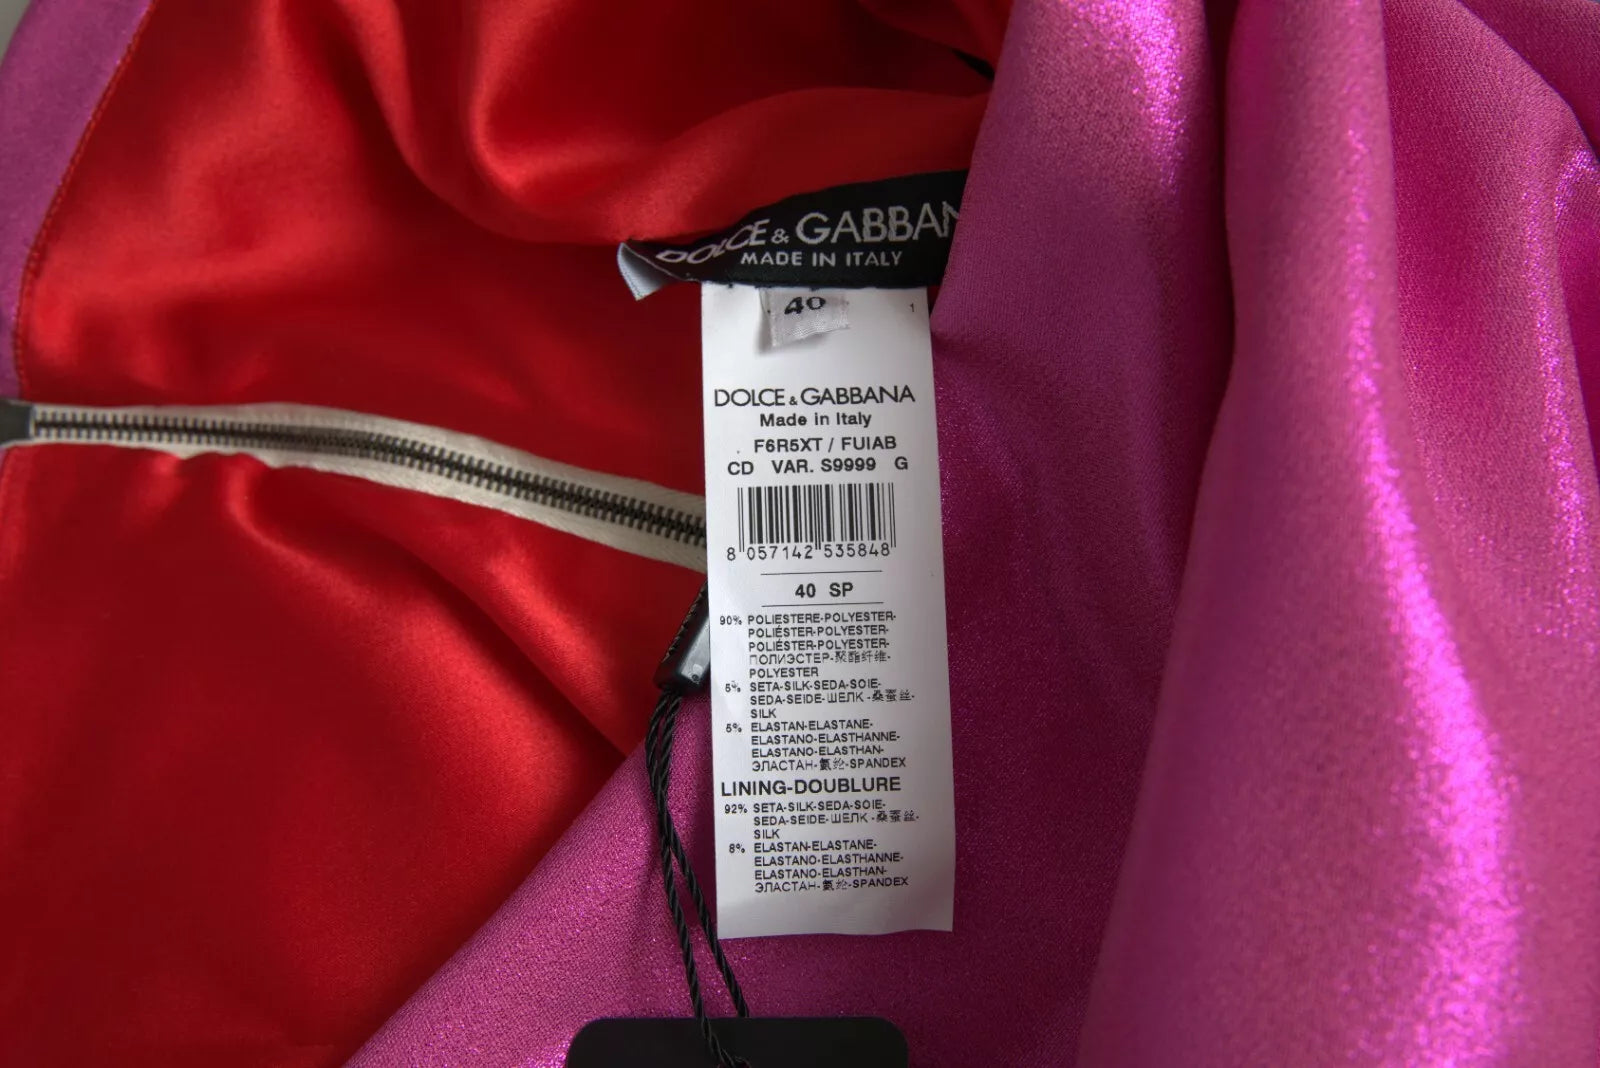 DOLCE & GABBAN
MADE IN ITALY
40
1
DOLCE & GABBANA
Made in Italy
F6R5XT / FUIAB
CD VAR. S9999 G
8 057142 535848
40 SP
90% POLIESTERE-POLYESTER-
POLIÉSTER-POLYESTER-
POLIÉSTER-POLYESTER-
ПОЛИЭСТЕР-聚酯纤维-
POLYESTER
5% SETA-SILK-SEDA-SOIE-
SEDA-SEIDE-ШЕЛК-桑蚕丝-
SILK
5% ELASTAN-ELASTANE-
ELASTANO-ELASTHANNE-
ELASTANO-ELASTHAN-
ЭЛАСТАН-氨纶-SPANDEX
LINING-DOUBLURE
92% SETA-SILK-SEDA-SOIE-
SEDA-SEIDE-ШЕЛК-桑蚕丝-
SILK
8% ELASTAN-ELASTANE-
ELASTANO-ELASTHANNE-
ELASTANO-ELASTHAN-
ЭЛАСТАН-氨纶-SPANDEX